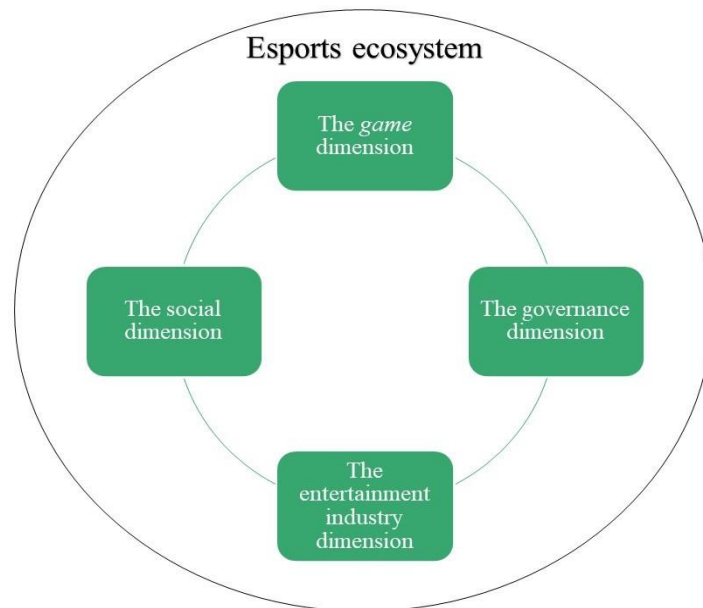 Esports ecosystem
The game
dimension
The social
dimension
The governance
dimension
The
entertainment
industry
dimension